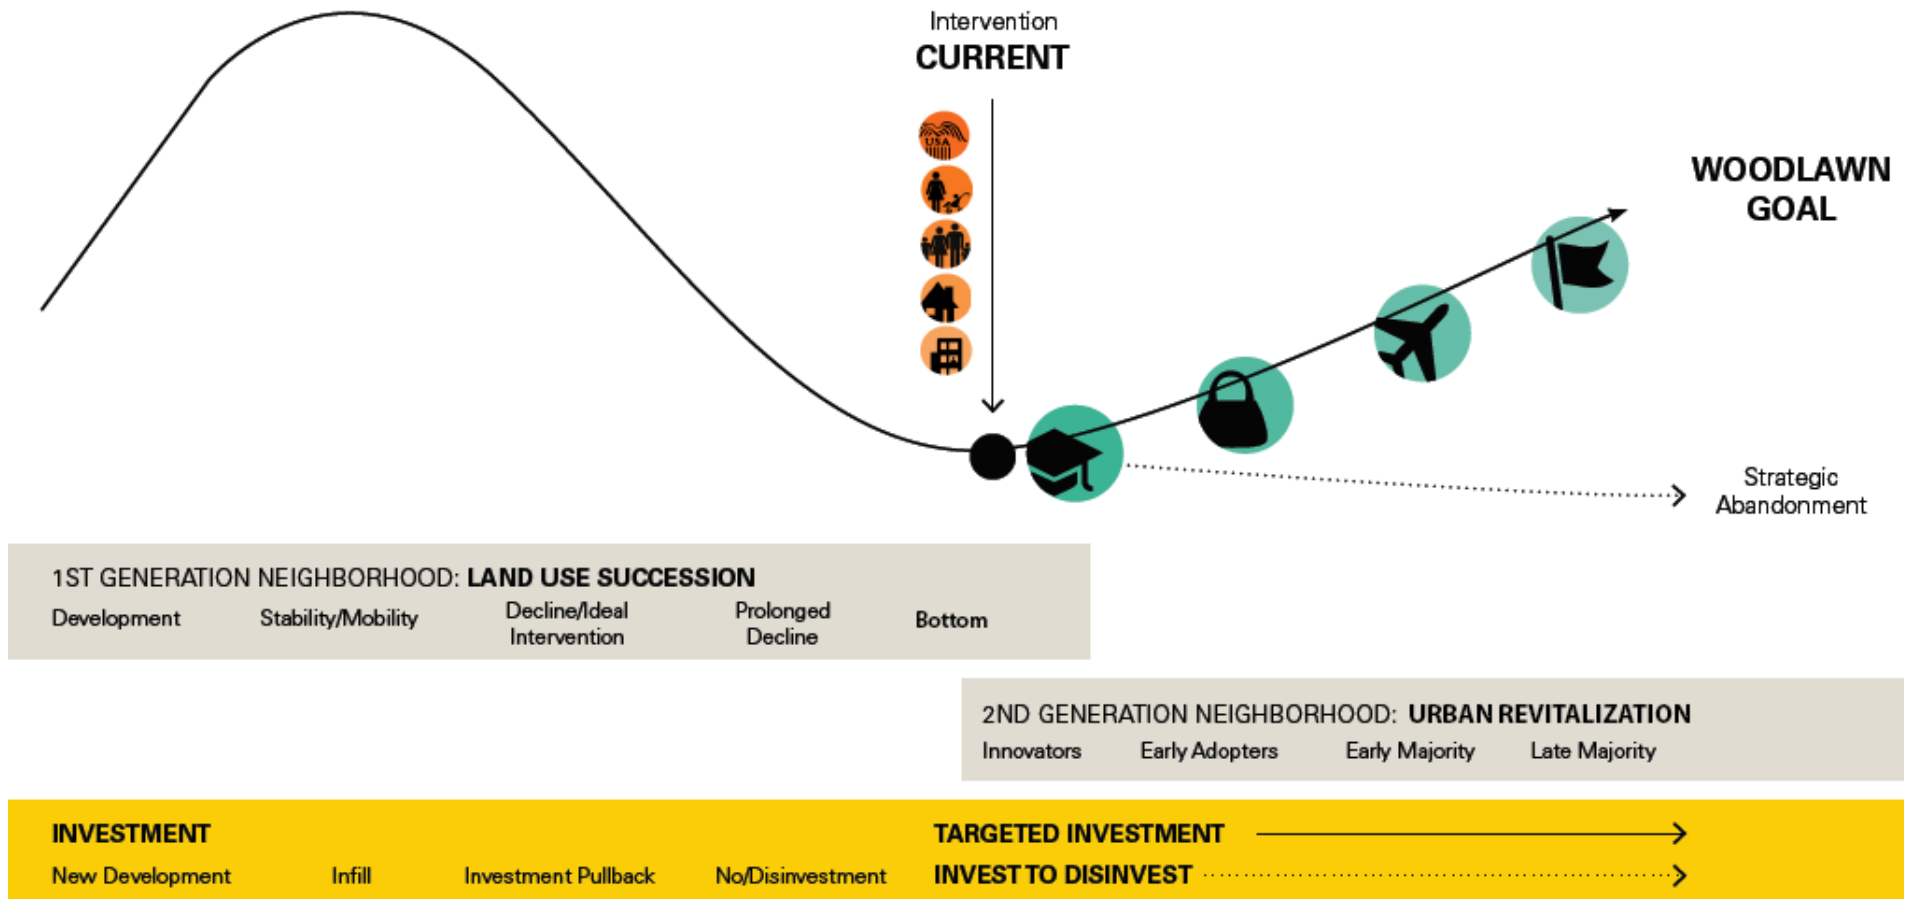 Intervention
CURRENT
USA
WOODLAWN
GOAL
Strategic
Abandonment
1ST GENERATION NEIGHBORHOOD: LAND USE SUCCESSION
Development
Stability/Mobility
Decline/Ideal
Intervention
Prolonged
Decline
Bottom
2ND GENERATION NEIGHBORHOOD: URBAN REVITALIZATION
Innovators
Early Adopters
Early Majority
Late Majority
INVESTMENT
New Development
Infill
Investment Pullback
No/Disinvestment
TARGETED INVESTMENT
INVEST TO DISINVEST